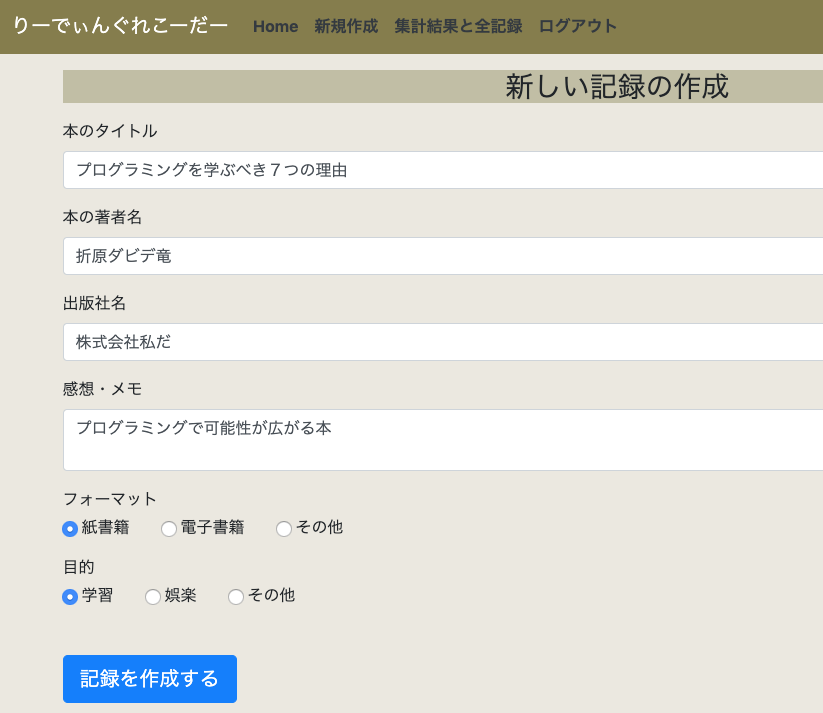 りーでぃんぐれこーだー Home 新規作成 集計結果と全記録 ログアウト
新しい記録の作成
本のタイトル
プログラミングを学ぶべき７つの理由
本の著者名
折原ダビデ竜
出版社名
株式会社私だ
感想・メモ
プログラミングで可能性が広がる本
フォーマット
紙書籍 電子書籍 その他
目的
学習 娯楽 その他
記録を作成する